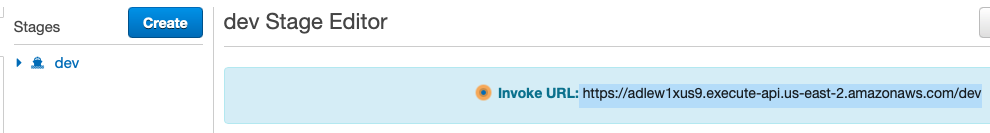 Stages
Create
dev
dev Stage Editor
Invoke URL: https://adlew1xus9.execute-api.us-east-2.amazonaws.com/dev